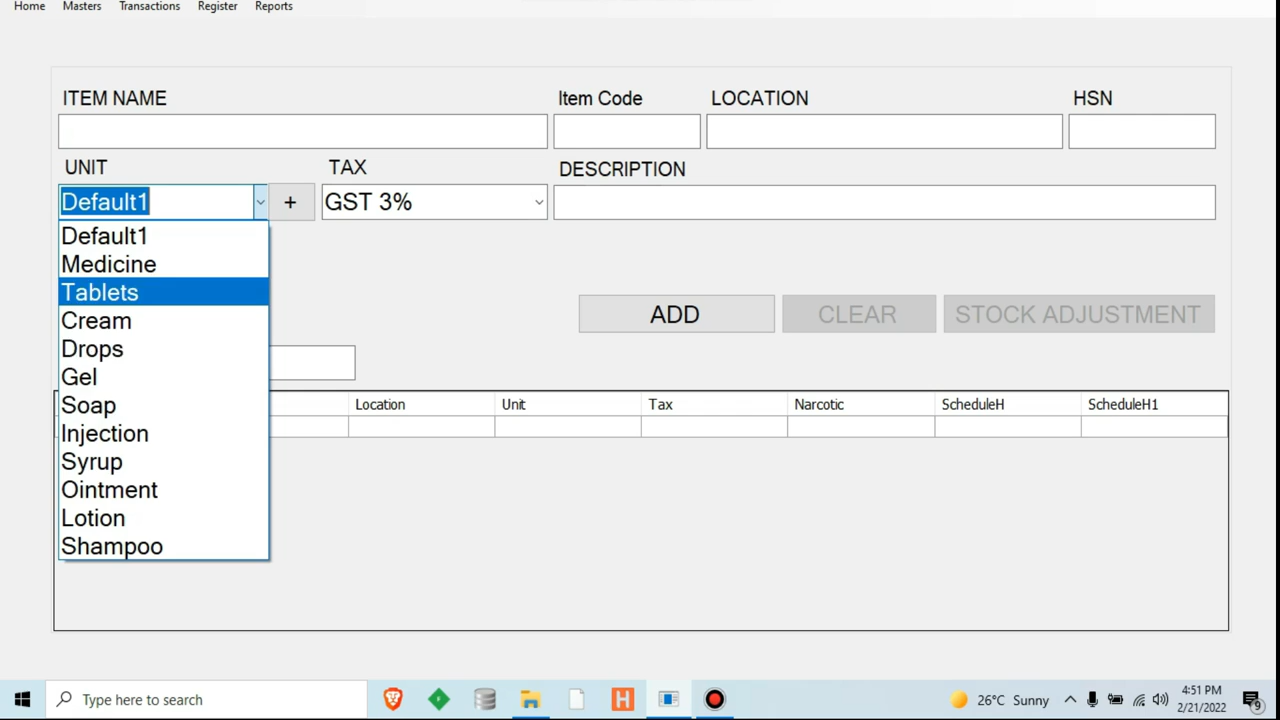 Home Masters Transactions Register Reports
ITEM NAME Item Code LOCATION HSN
UNIT TAX DESCRIPTION
Default1 + GST 3%
Default1
Medicine
Tablets
Cream
Drops
Gel
Soap
Injection
Syrup
Ointment
Lotion
Shampoo
ADD CLEAR STOCK ADJUSTMENT
Location Unit Tax Narcotic ScheduleH ScheduleH1
Type here to search H 26°C Sunny 4:51 PM
2/21/2022 9